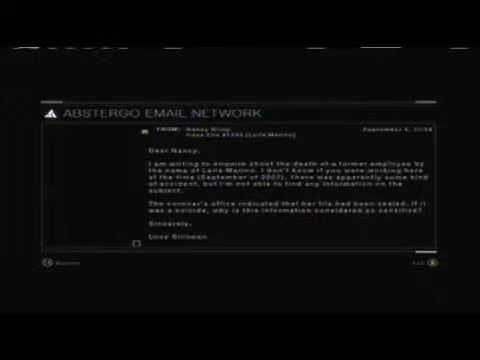 ABSTERGO EMAIL NETWORK
FROM: Nancy
September 4,
Dear Nancy,
I am writing to enquire about the death of a former employee by
the name of Leila Marino. I don't know if you were working here
at the time (September of 2007). There was apparently some kind
of accident, but I'm not able to find any information on the
subject.
The coroner's office indicated that her file had been sealed. If it
was a suicide, why is this information considered so sensitive?
Sincerely,
Lucy Stillman
Exit